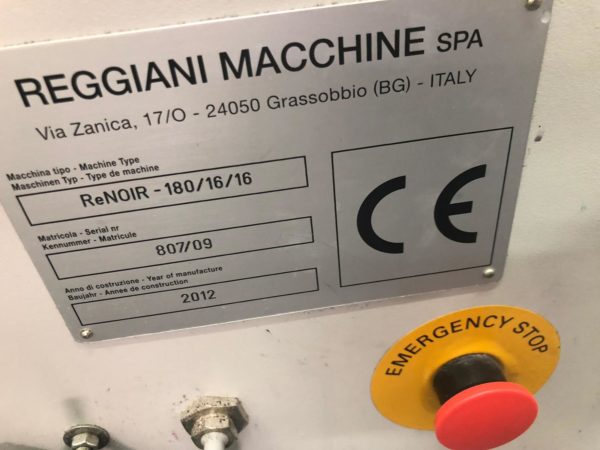 REGGIANI MACCHINE SPA
Via Zanica, 17/O - 24050 Grassobbio (BG) - ITALY
Macchina tipo - Machine Type
Maschinen Typ - Type de machine
ReNOIR - 180/16/16
Matricola - Serial nr
Kennummer - Matricule
807/09
Anno di costruzione - Year of manufacture
Baujahr - Annee de construction
2012
CE
EMERGENCY STOP